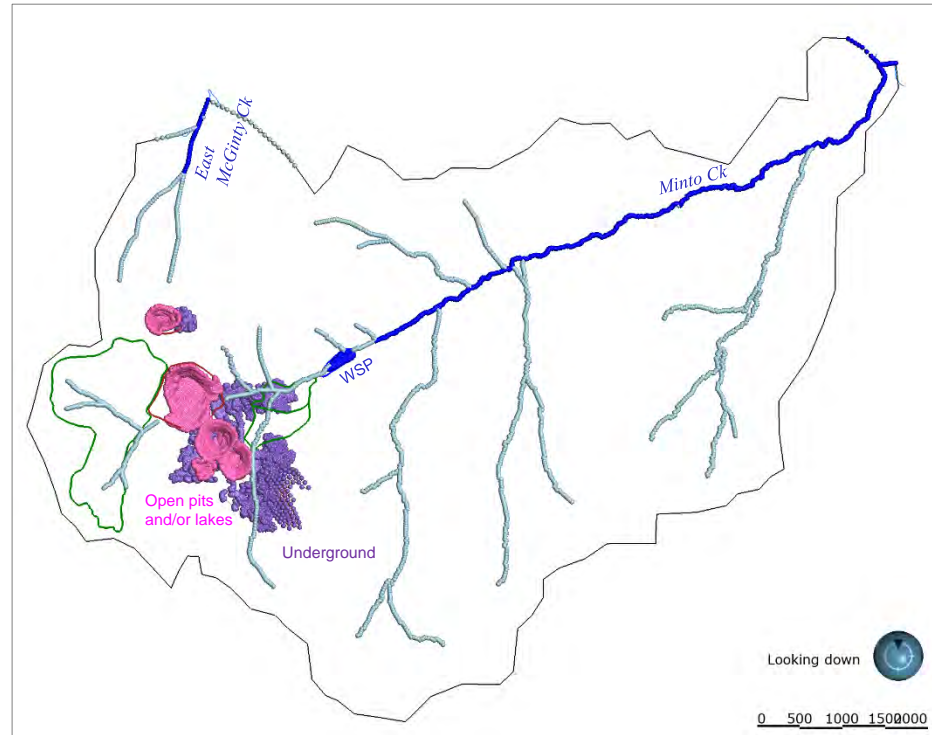 East
McGinty Ck
Minto Ck
WSP
Open pits
and/or lakes
Underground
Looking down
0 500 1000 1500 2000